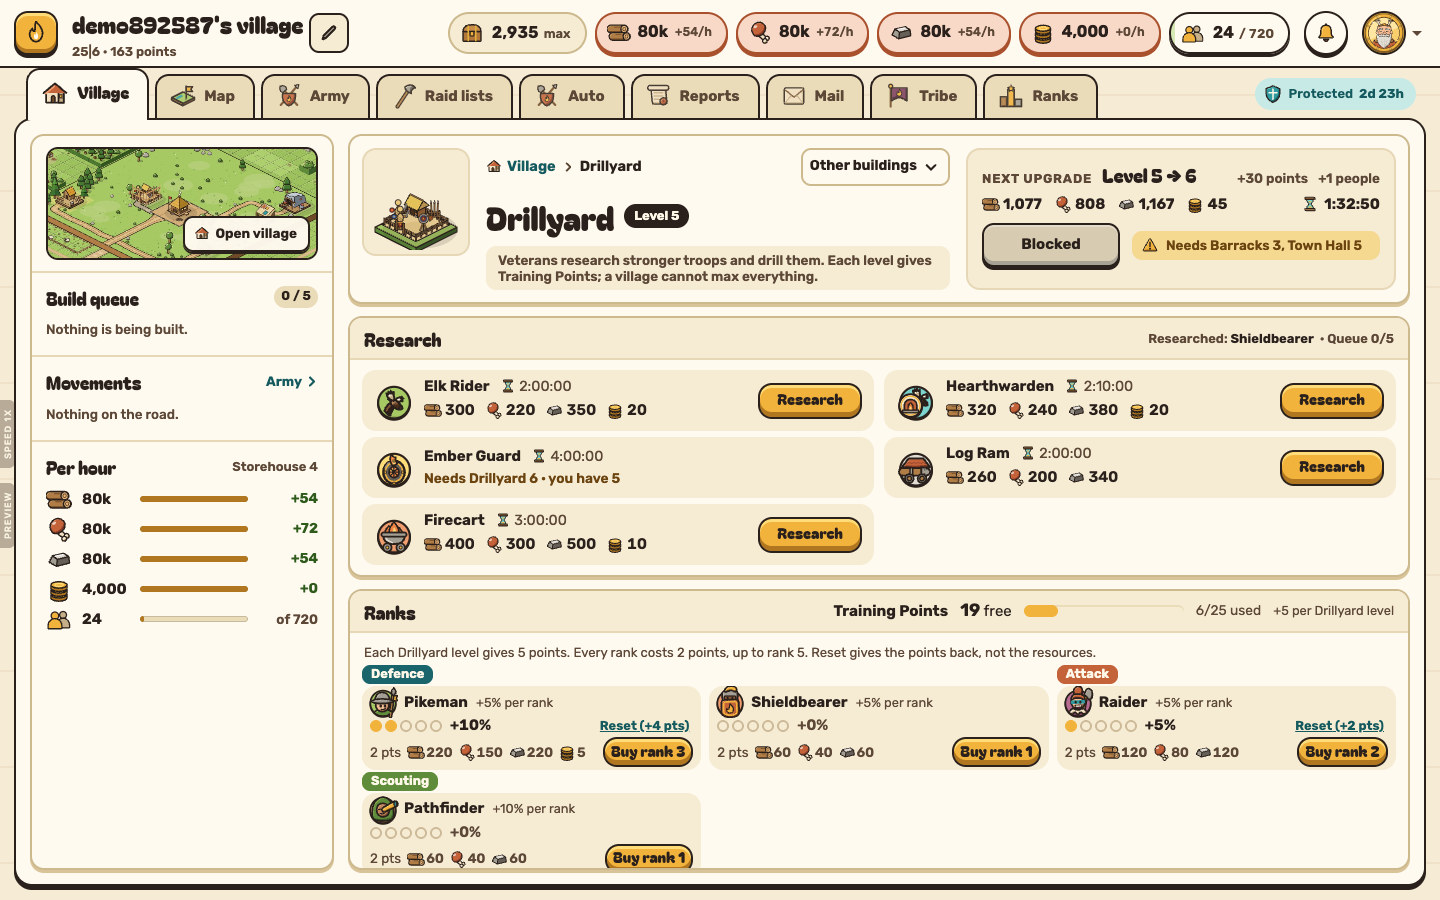 demo892587's village
25|6 • 163 points
2,935 max
80k +54/h
80k +72/h
80k +54/h
4,000 +0/h
24 / 720
Village
Map
Army
Raid lists
Auto
Reports
Mail
Tribe
Ranks
Protected 2d 23h
SPEED 1X
PREVIEW
Open village
Build queue 0 / 5
Nothing is being built.
Movements Army
Nothing on the road.
Per hour Storehouse 4
80k +54
80k +72
80k +54
4,000 +0
24 of 720
Village > Drillyard
Other buildings
Drillyard Level 5
Veterans research stronger troops and drill them. Each level gives
Training Points; a village cannot max everything.
NEXT UPGRADE Level 5 → 6 +30 points +1 people
1,077 808 1,167 45 1:32:50
Blocked
Needs Barracks 3, Town Hall 5
Research
Researched: Shieldbearer • Queue 0/5
Elk Rider 2:00:00
300 220 350 20
Research
Hearthwarden 2:10:00
320 240 380 20
Research
Ember Guard 4:00:00
Needs Drillyard 6 • you have 5
Log Ram 2:00:00
260 200 340
Research
Firecart 3:00:00
400 300 500 10
Research
Ranks
Training Points 19 free 6/25 used +5 per Drillyard level
Each Drillyard level gives 5 points. Every rank costs 2 points, up to rank 5. Reset gives the points back, not the resources.
Defence
Pikeman +5% per rank
+10% Reset (+4 pts)
2 pts 220 150 220 5 Buy rank 3
Shieldbearer +5% per rank
+0%
2 pts 60 40 60 Buy rank 1
Attack
Raider +5% per rank
+5% Reset (+2 pts)
2 pts 120 80 120 Buy rank 2
Scouting
Pathfinder +10% per rank
+0%
2 pts 60 40 60 Buy rank 1